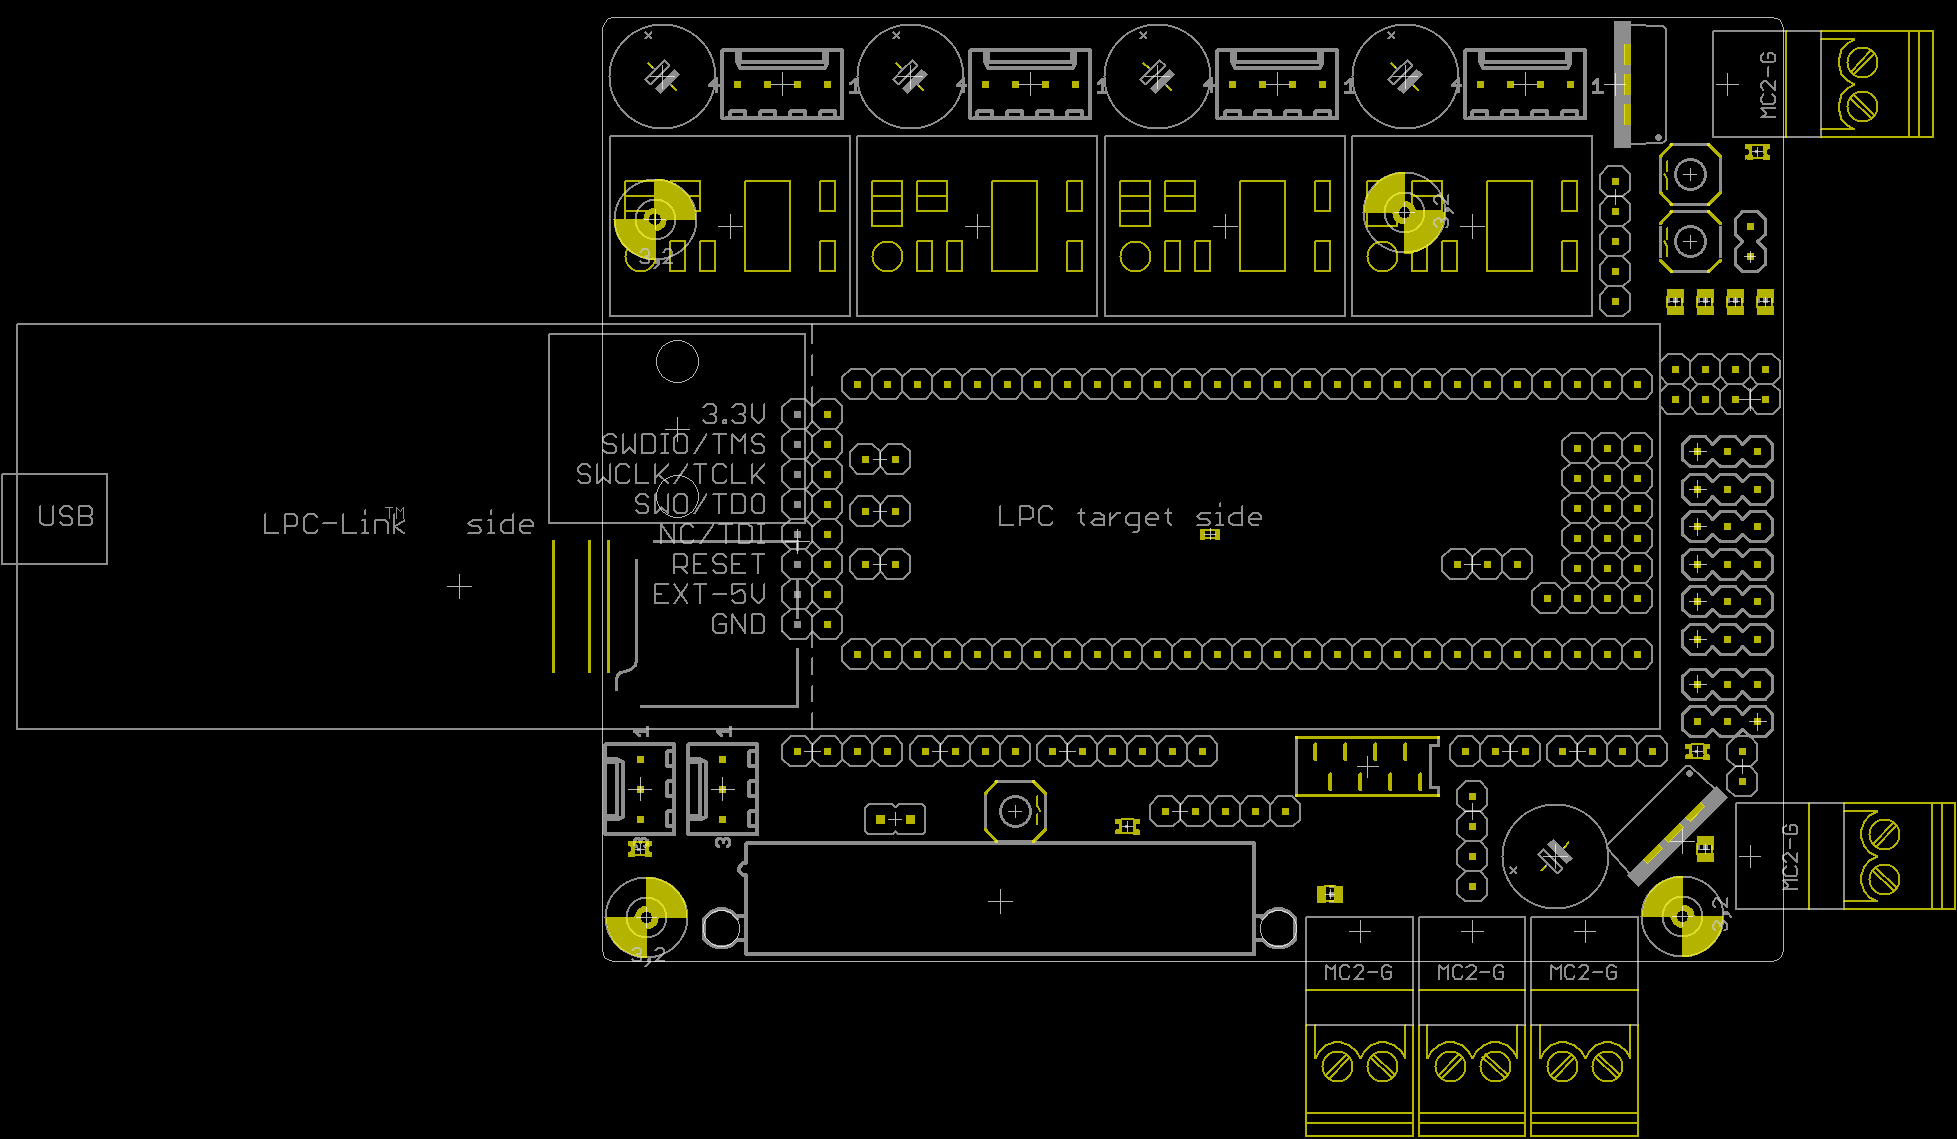 4 1 4 1 4 1 4 1
MC2-G
3,2
3,2
3.3V
SWDIO/TMS
SWCLK/TCLK
SWO/TDO
NC/TDI
RESET
EXT-5V
GND
USB
LPC-Link™ side
LPC target side
1 1
3 3
MC2-G
3,2
3,2
MC2-G MC2-G MC2-G